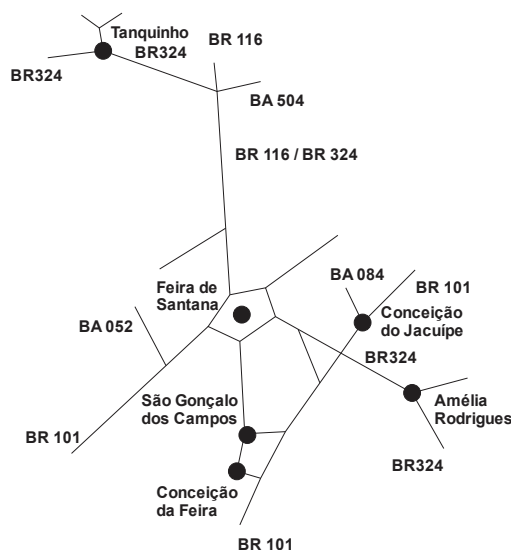 Tanquinho
BR324
BR324
BR 116
BA 504
BR 116 / BR 324
Feira de
Santana
BA 084
BR 101
Conceição
do Jacuípe
BA 052
BR324
São Gonçalo
dos Campos
Amélia
Rodrigues
BR 101
BR324
Conceição
da Feira
BR 101